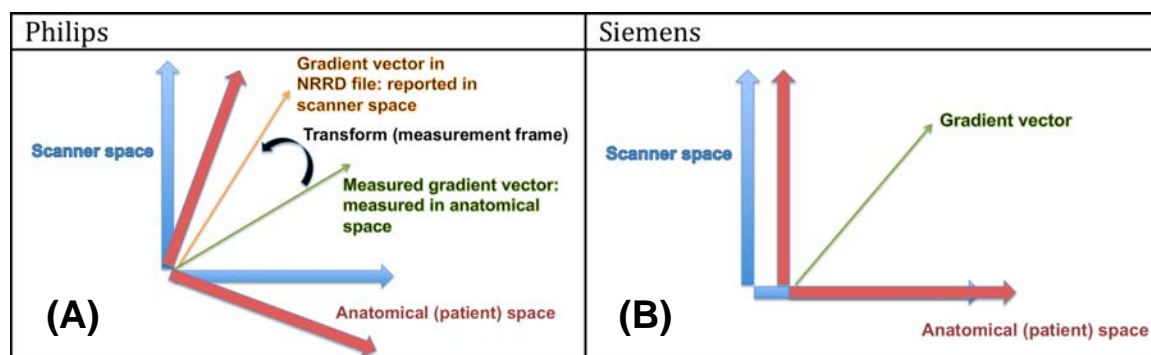 Philips
Siemens
Gradient vector in
NRRD file: reported in
scanner space
Transform (measurement frame)
Scanner space
Measured gradient vector:
measured in anatomical
space
Anatomical (patient) space
(A)
Gradient vector
Scanner space
Anatomical (patient) space
(B)